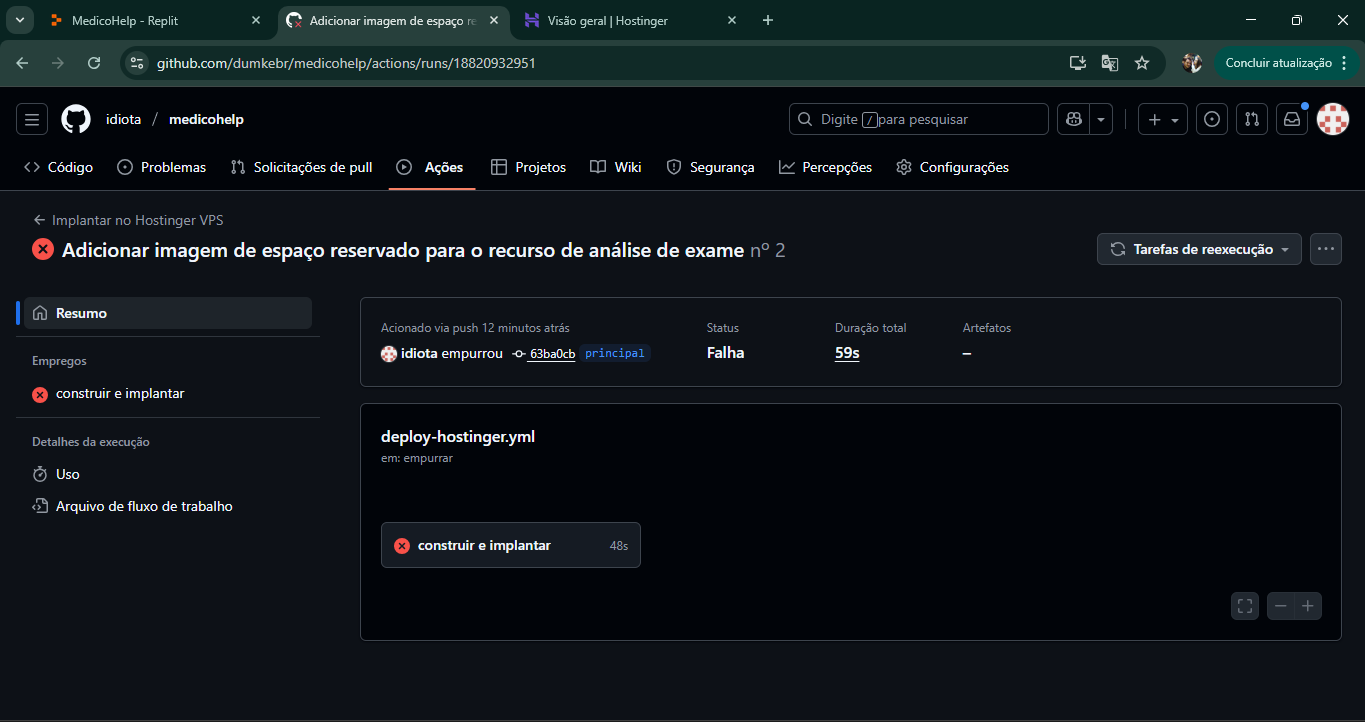 MedicoHelp - Replit
Adicionar imagem de espaço re
Visão geral | Hostinger
github.com/dumkebr/medicohelp/actions/runs/18820932951
Concluir atualização
idiota / medicohelp
Digite / para pesquisar
Código
Problemas
Solicitações de pull
Ações
Projetos
Wiki
Segurança
Percepções
Configurações
Implantar no Hostinger VPS
Adicionar imagem de espaço reservado para o recurso de análise de exame nº 2
Tarefas de reexecução
Resumo
Empregos
construir e implantar
Detalhes da execução
Uso
Arquivo de fluxo de trabalho
Acionado via push 12 minutos atrás
idiota empurrou 63ba0cb principal
Status
Falha
Duração total
59s
Artefatos
–
deploy-hostinger.yml
em: empurrar
construir e implantar 48s